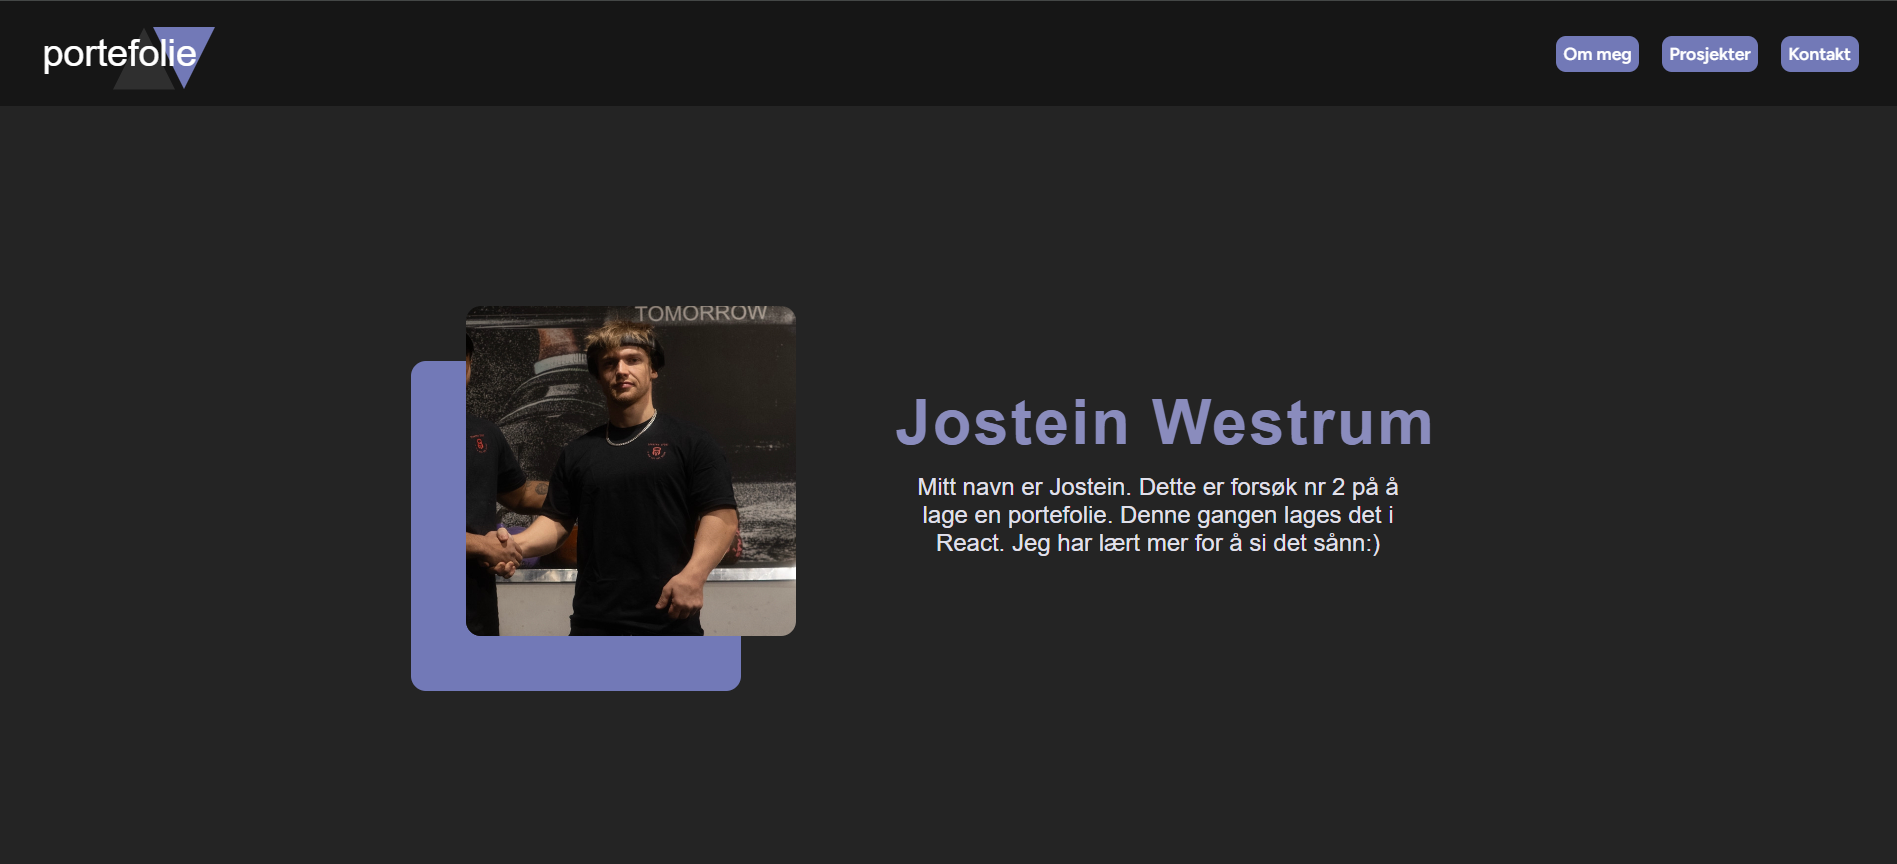 portefolie
Om meg
Prosjekter
Kontakt
TOMORROW
Jostein Westrum
Mitt navn er Jostein. Dette er forsøk nr 2 på å
lage en portefolie. Denne gangen lages det i
React. Jeg har lært mer for å si det sånn:)